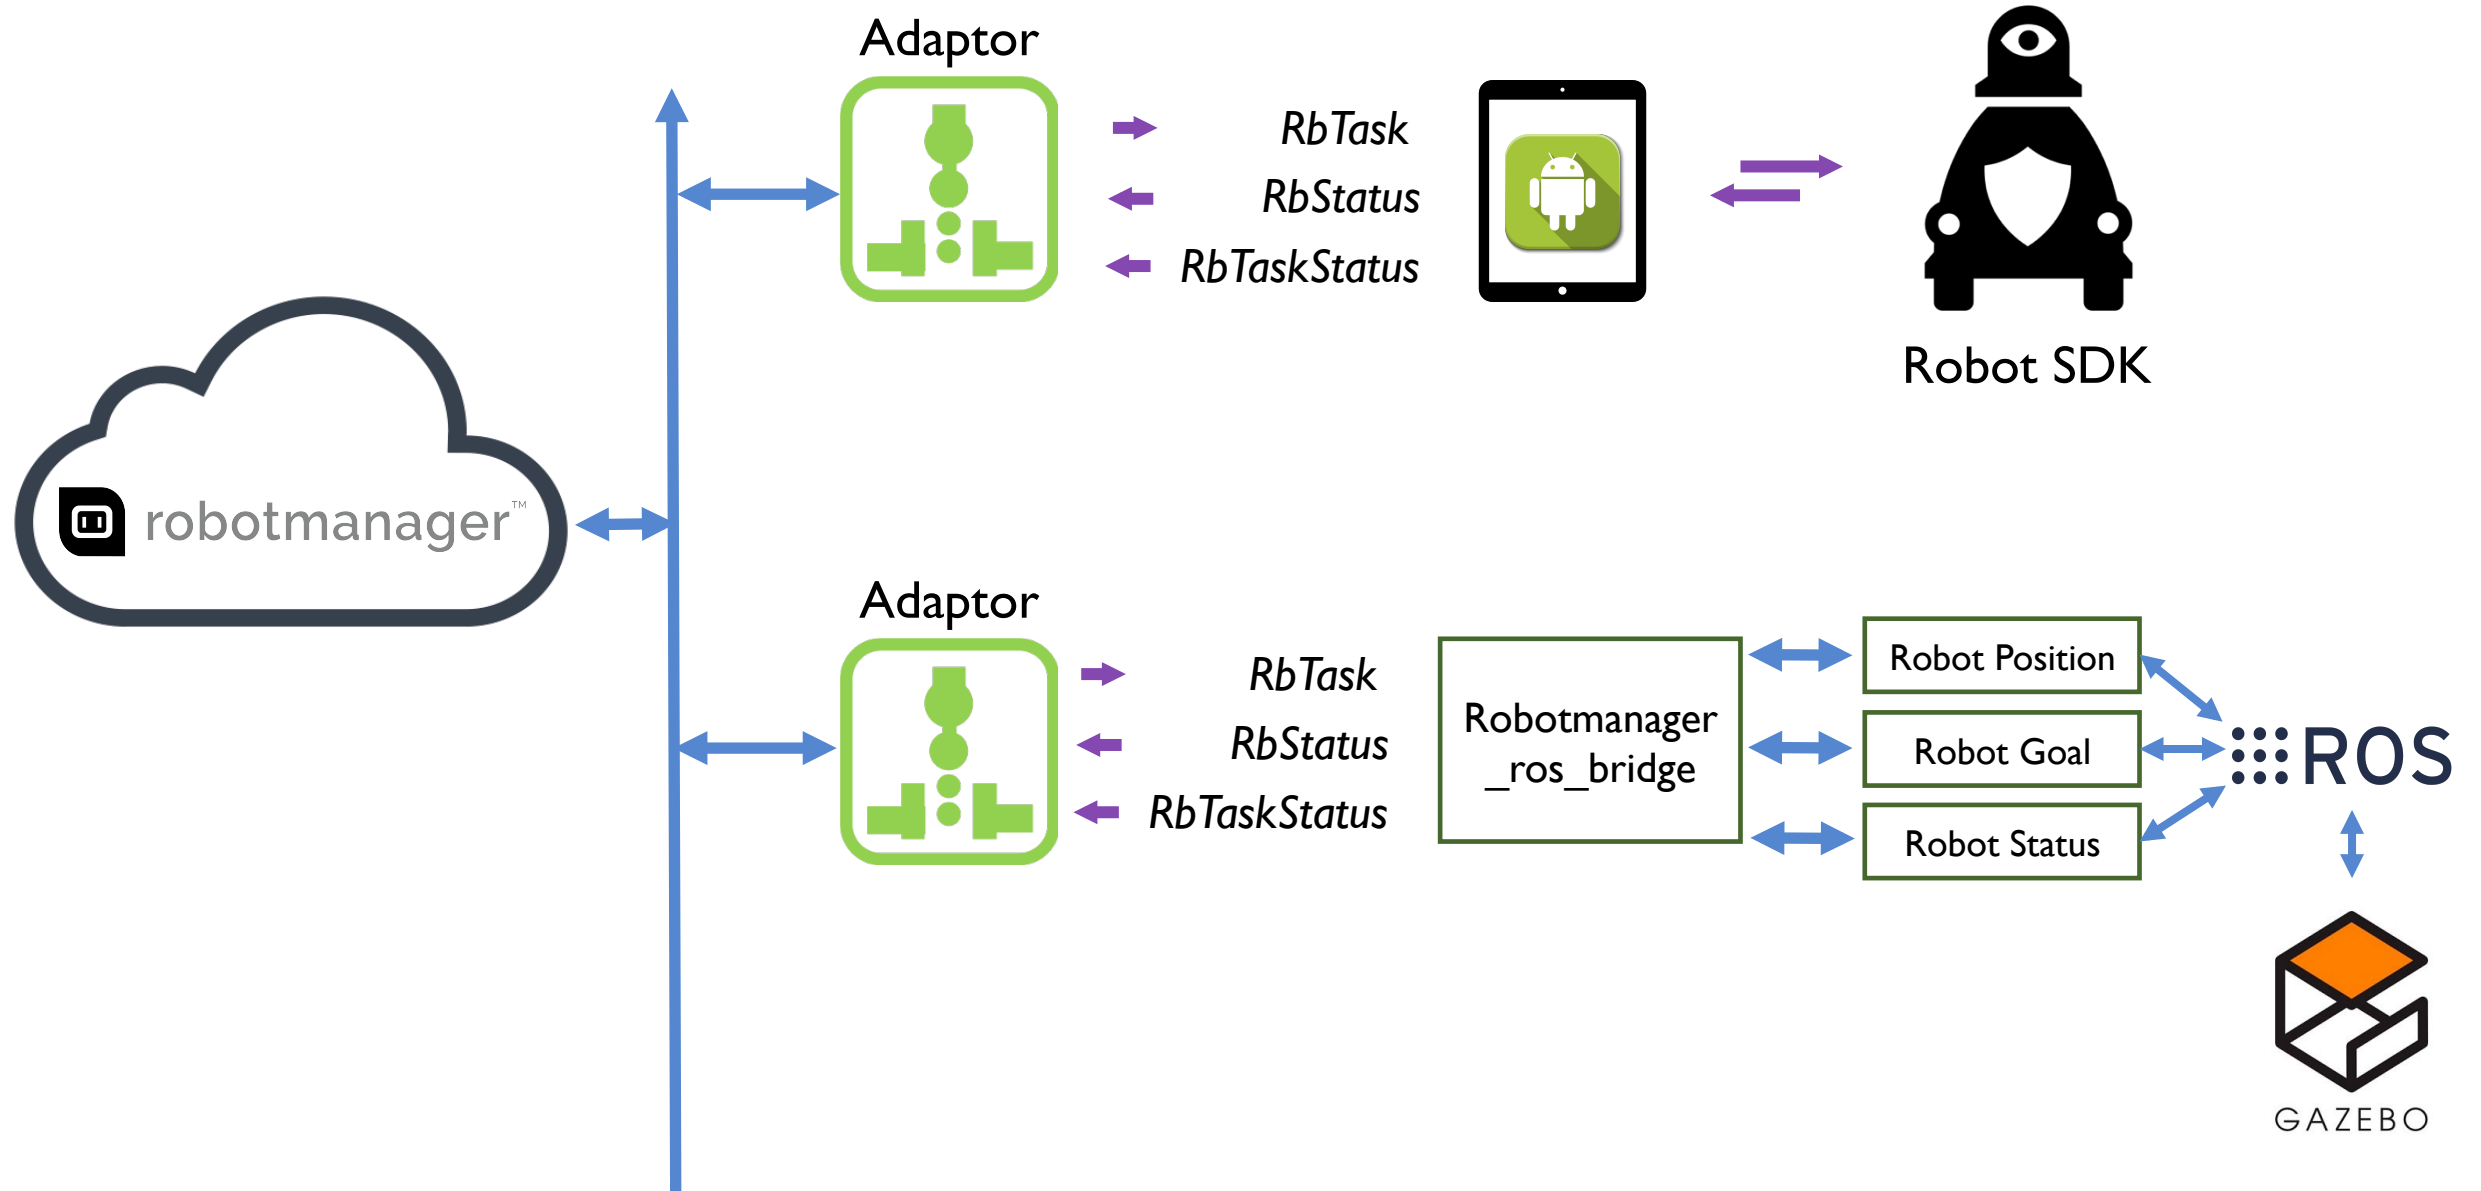 Adaptor
RbTask
RbStatus
RbTaskStatus
Robot SDK
robotmanager™
Adaptor
RbTask
RbStatus
RbTaskStatus
Robotmanager
_ros_bridge
Robot Position
Robot Goal
Robot Status
ROS
GAZEBO